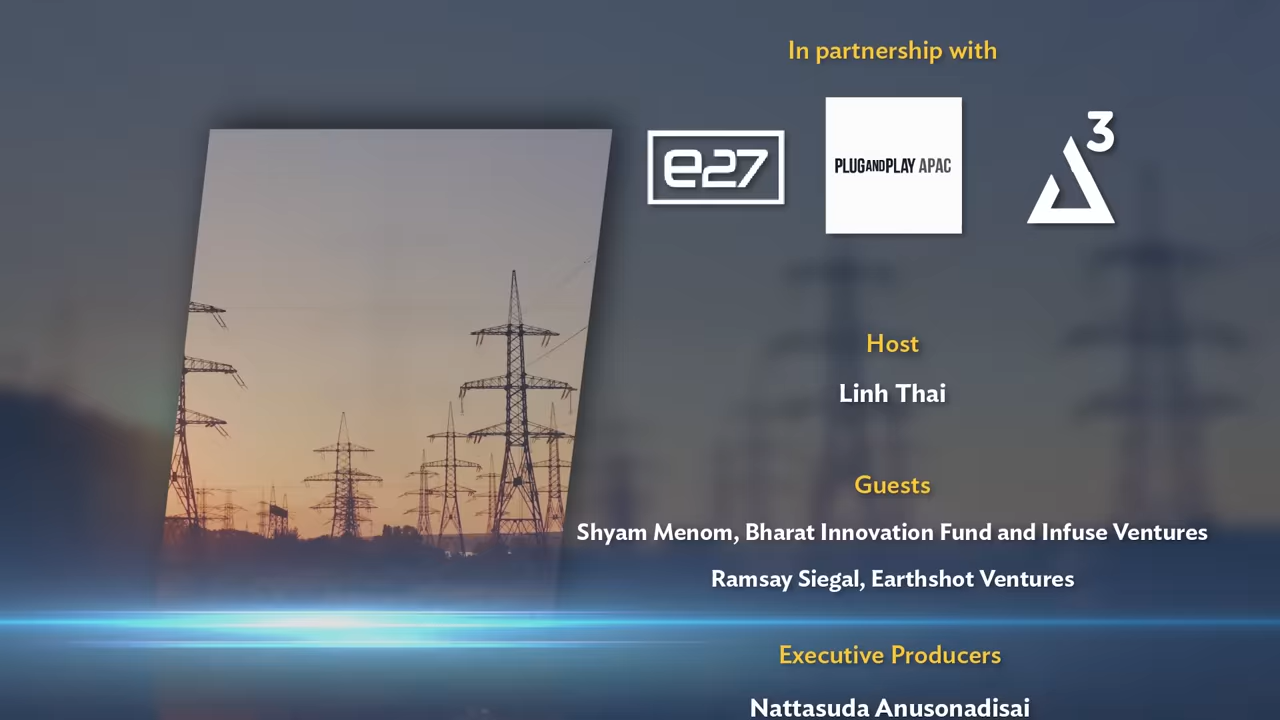 In partnership with
e27
PLUGANDPLAY APAC
3
Host
Linh Thai
Guests
Shyam Menom, Bharat Innovation Fund and Infuse Ventures
Ramsay Siegal, Earthshot Ventures
Executive Producers
Nattasuda Anusonadisai